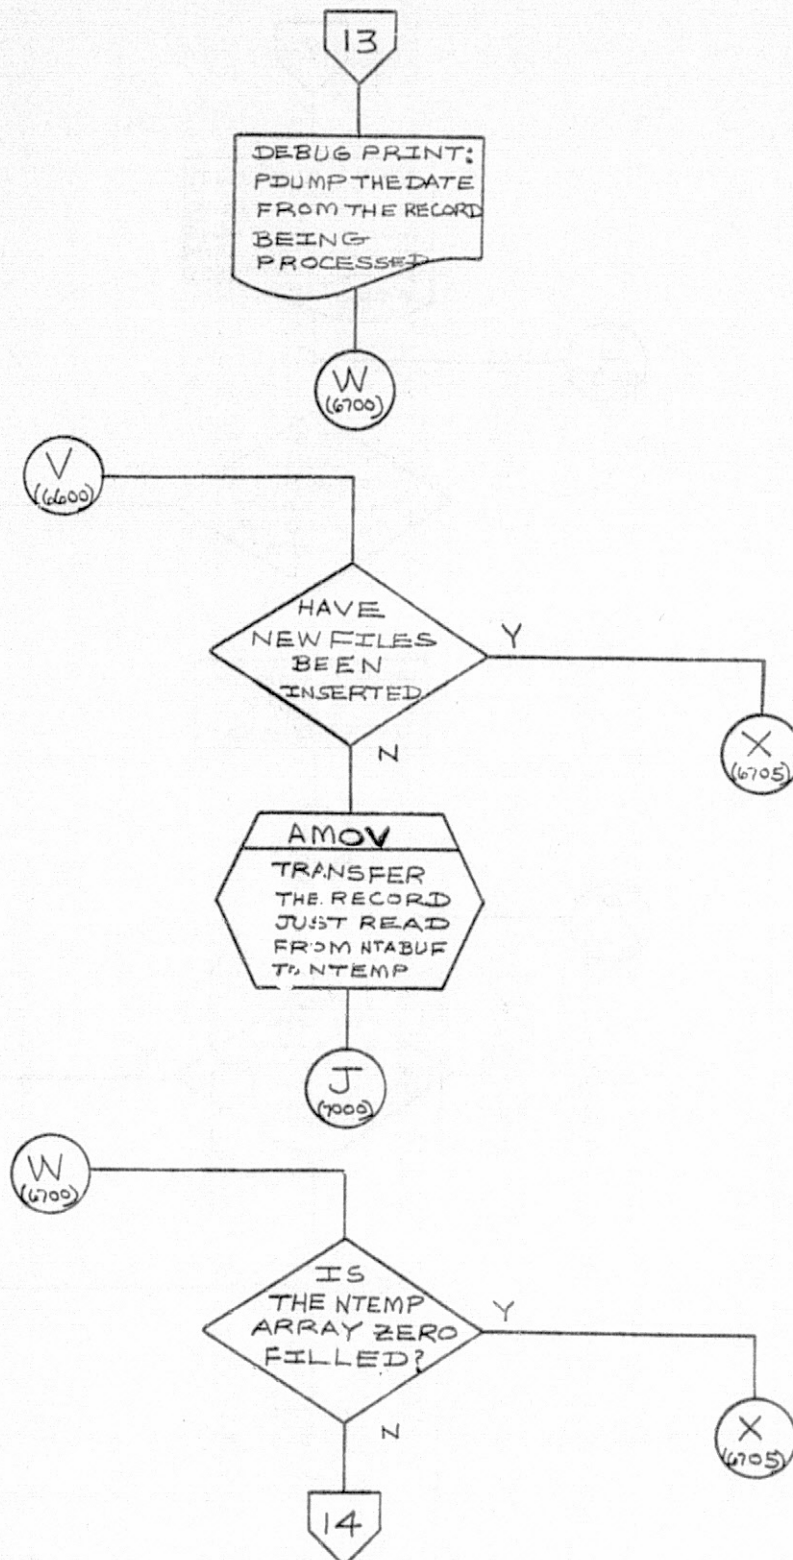 13
DEBUG PRINT:
PDUMP THE DATE
FROM THE RECORD
BEING
PROCESSED
W
(6700)
V
(6600)
HAVE
NEW FILES
BEEN
INSERTED
Y
N
X
(6705)
AMOV
TRANSFER
THE RECORD
JUST READ
FROM NTABUF
TO NTEMP
J
(7000)
W
(6700)
IS
THE NTEMP
ARRAY ZERO
FILLED?
Y
N
X
(6705)
14